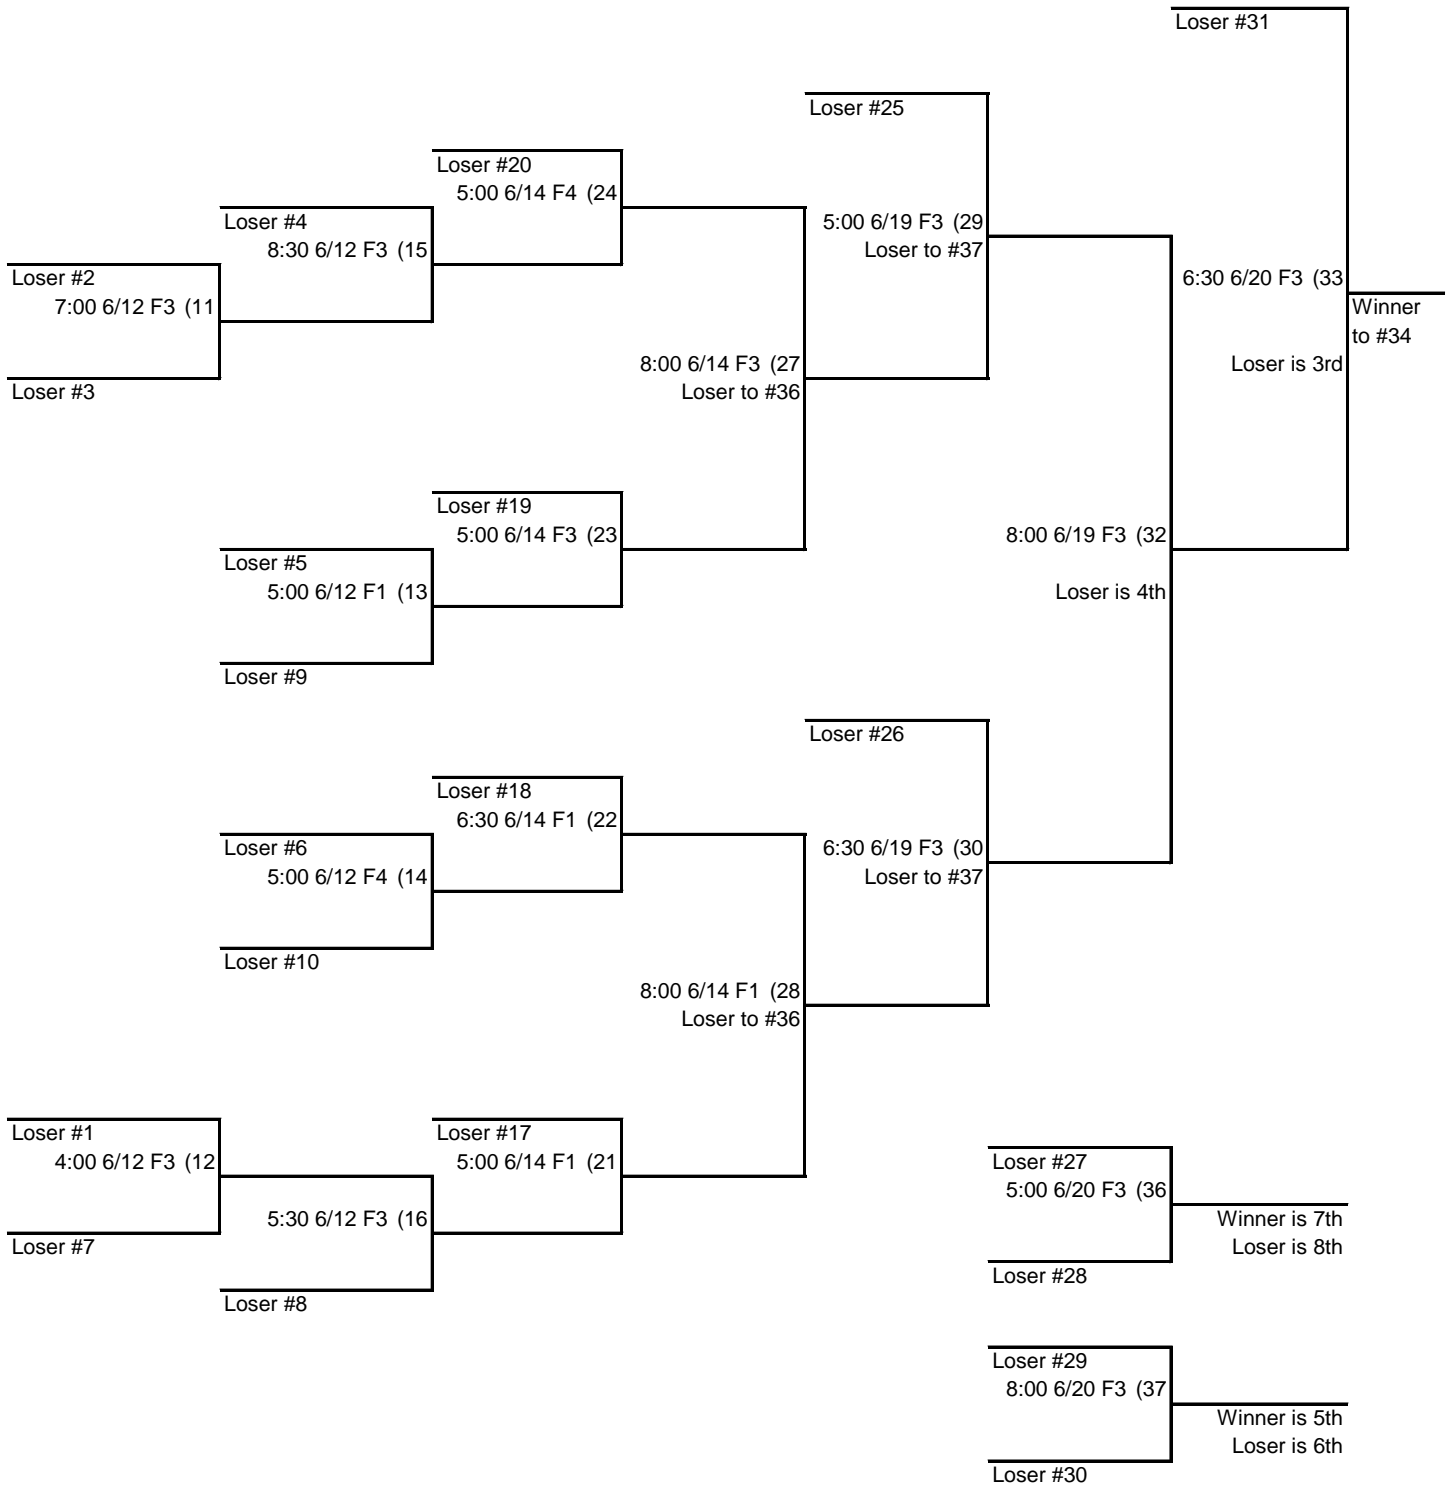 Loser #31
Loser #25
Loser #20
5:00 6/14 F4 (24
Loser #4
8:30 6/12 F3 (15
5:00 6/19 F3 (29
Loser to #37
Loser #2
7:00 6/12 F3 (11
6:30 6/20 F3 (33
Winner
to #34
Loser is 3rd
8:00 6/14 F3 (27
Loser to #36
Loser #3
Loser #19
5:00 6/14 F3 (23
8:00 6/19 F3 (32
Loser is 4th
Loser #5
5:00 6/12 F1 (13
Loser #9
Loser #26
Loser #18
6:30 6/14 F1 (22
Loser #6
5:00 6/12 F4 (14
6:30 6/19 F3 (30
Loser to #37
Loser #10
8:00 6/14 F1 (28
Loser to #36
Loser #1
4:00 6/12 F3 (12
Loser #17
5:00 6/14 F1 (21
Loser #27
5:00 6/20 F3 (36
5:30 6/12 F3 (16
Winner is 7th
Loser is 8th
Loser #7
Loser #28
Loser #8
Loser #29
8:00 6/20 F3 (37
Winner is 5th
Loser is 6th
Loser #30